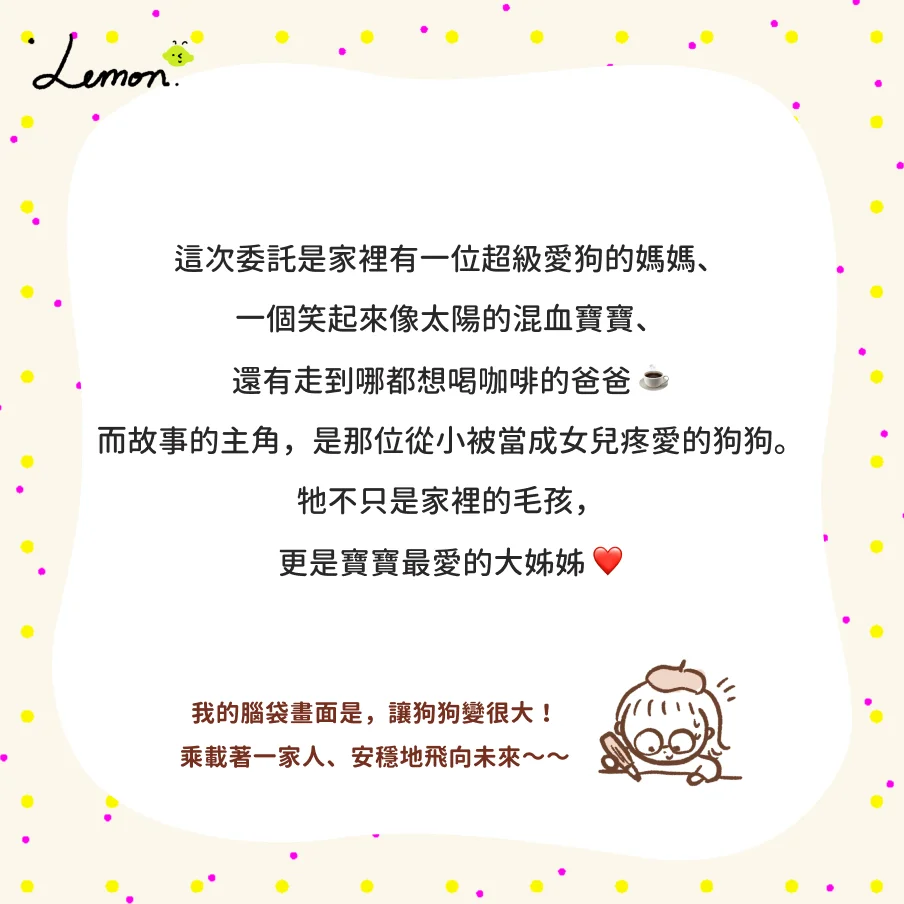 Lemon.
這次委託是家裡有一位超級愛狗的媽媽、
一個笑起來像太陽的混血寶寶、
還有走到哪都想喝咖啡的爸爸☕
而故事的主角，是那位從小被當成女兒疼愛的狗狗。
牠不只是家裡的毛孩，
更是寶寶最愛的大姊姊❤️
我的腦袋畫面是，讓狗狗變很大！
乘載著一家人、安穩地飛向未來～～